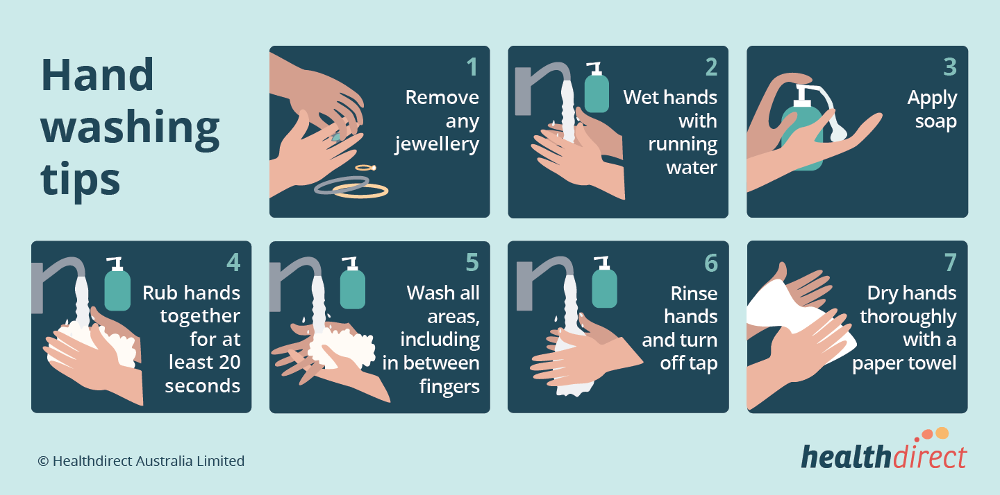 Hand
washing
tips
1
Remove
any
jewellery
2
Wet hands
with
running
water
3
Apply
soap
4
Rub hands
together
for at
least 20
seconds
5
Wash all
areas,
including
in between
fingers
6
Rinse
hands
and turn
off tap
7
Dry hands
thoroughly
with a
paper towel
© Healthdirect Australia Limited
healthdirect